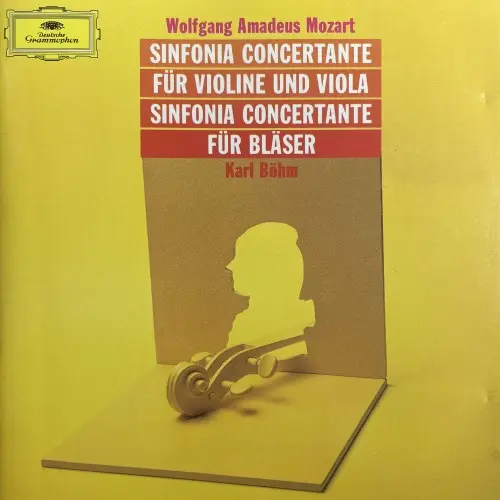 Deutsche
Grammophon
Wolfgang Amadeus Mozart
SINFONIA CONCERTANTE
FÜR VIOLINE UND VIOLA
SINFONIA CONCERTANTE
FÜR BLÄSER
Karl Böhm